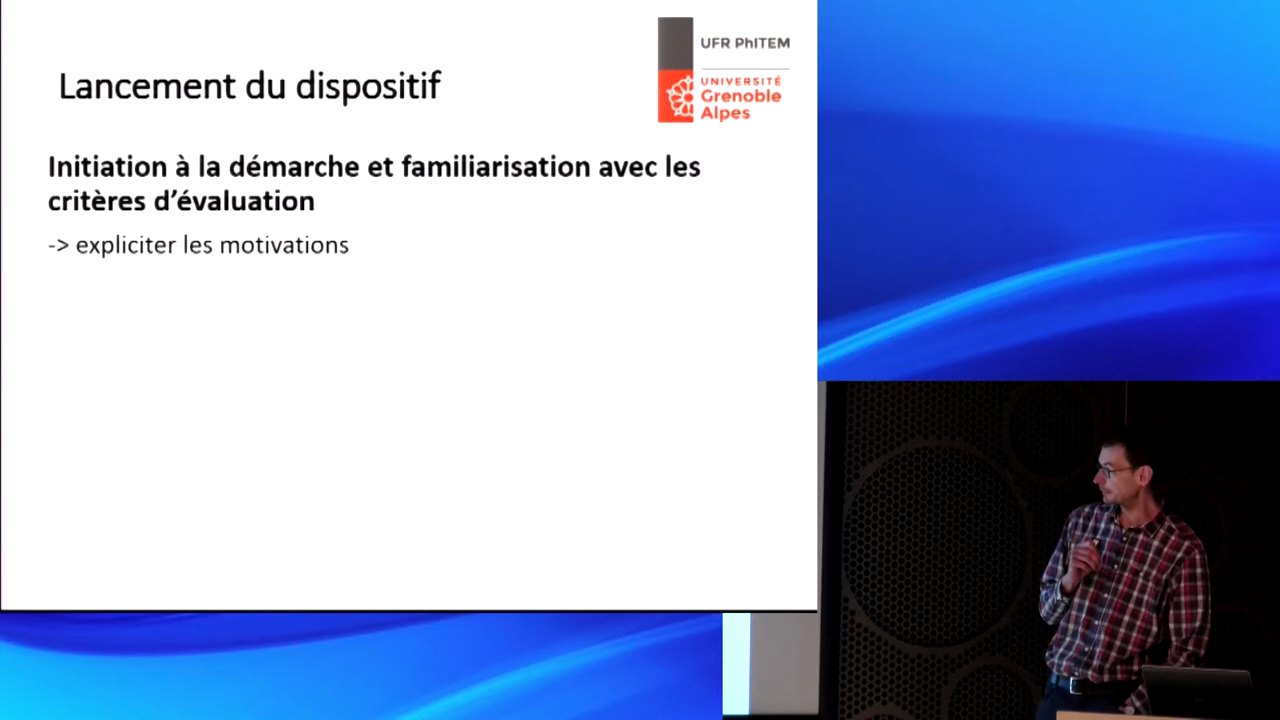 Lancement du dispositif
UFR PhITEM
UNIVERSITÉ
Grenoble
Alpes
Initiation à la démarche et familiarisation avec les
critères d’évaluation
-> expliciter les motivations